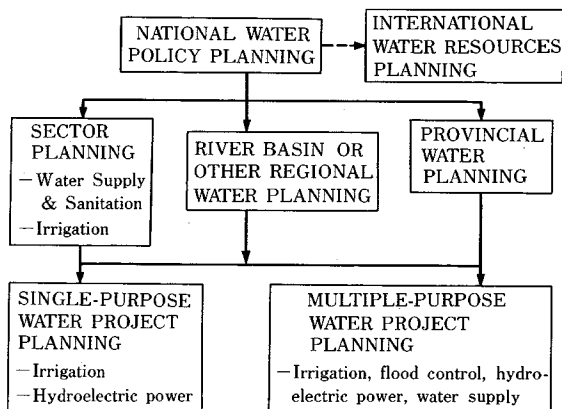 NATIONAL WATER
POLICY PLANNING
INTERNATIONAL
WATER RESOURCES
PLANNING
SECTOR
PLANNING
—Water Supply
& Sanitation
—Irrigation
RIVER BASIN OR
OTHER REGIONAL
WATER PLANNING
PROVINCIAL
WATER
PLANNING
SINGLE-PURPOSE
WATER PROJECT
PLANNING
—Irrigation
—Hydroelectric power
MULTIPLE-PURPOSE
WATER PROJECT
PLANNING
—Irrigation, flood control, hydro-
electric power, water supply